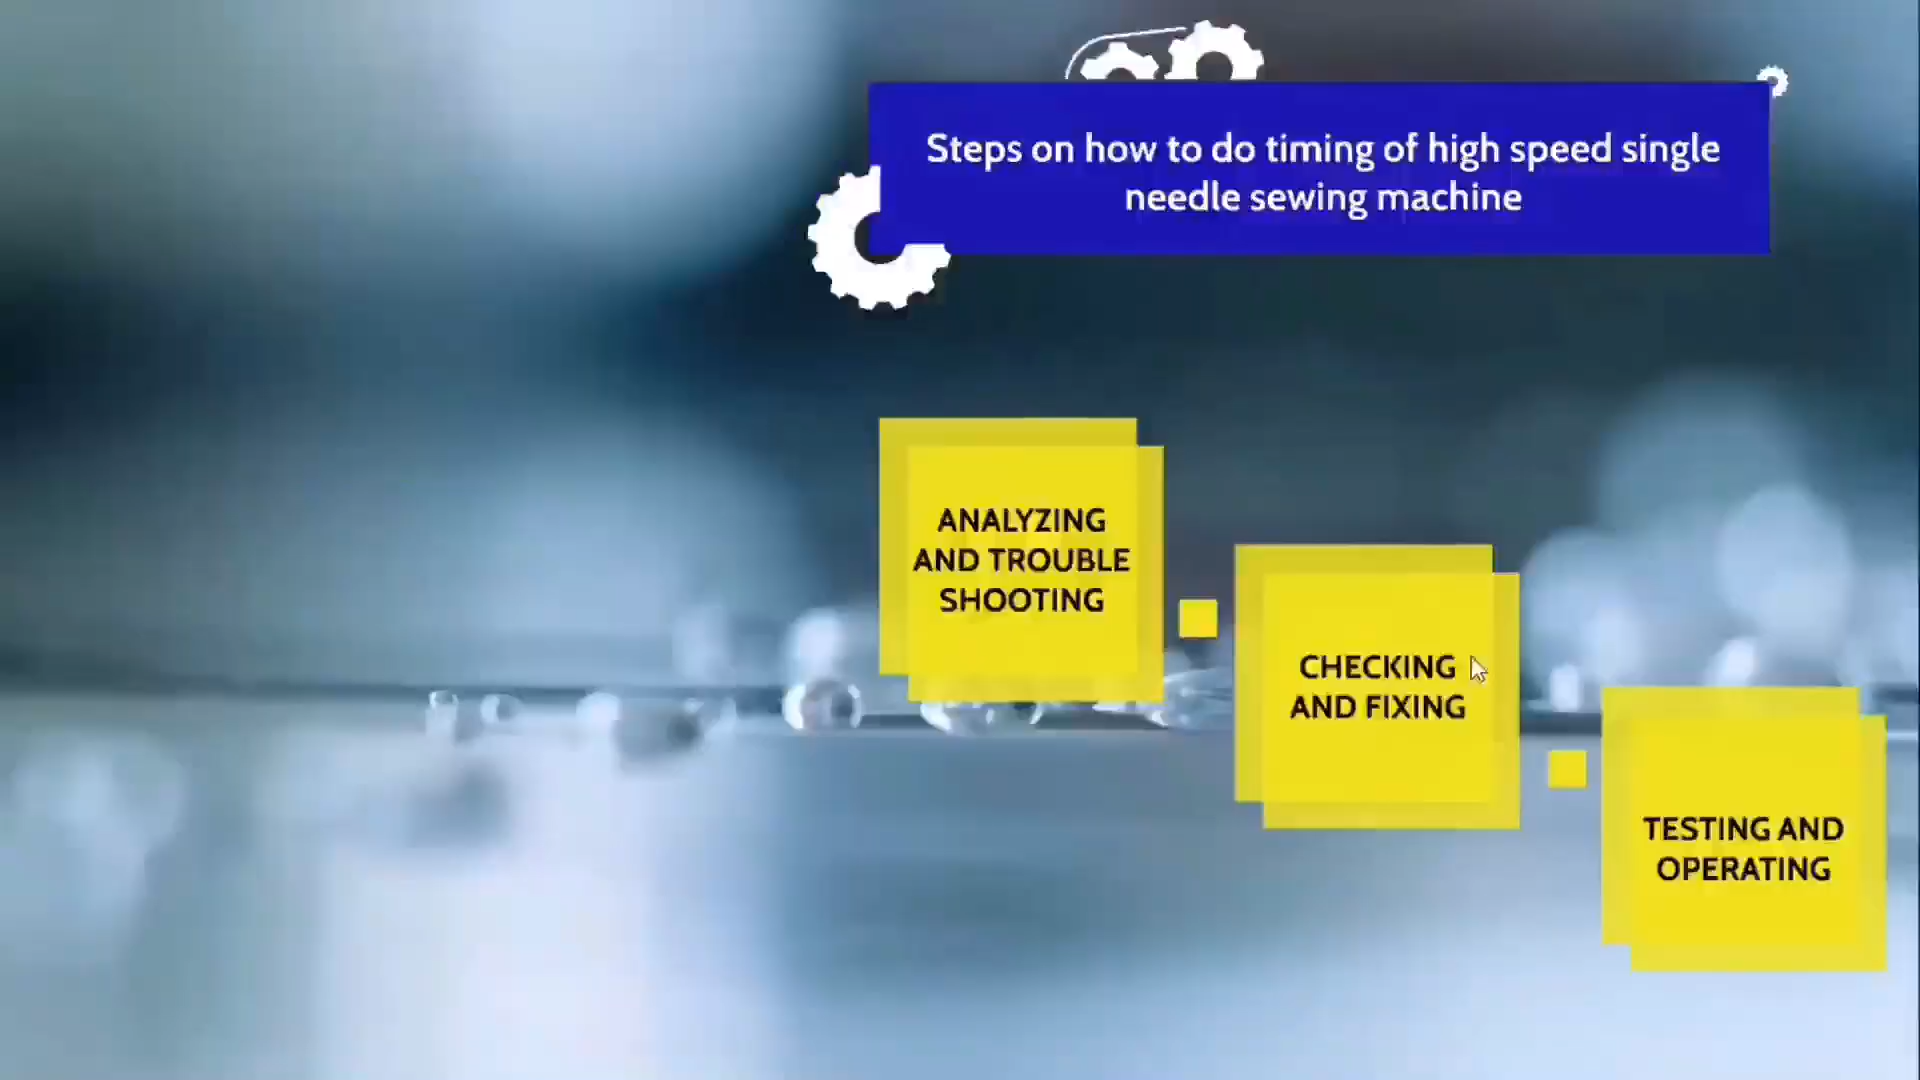 Steps on how to do timing of high speed single
needle sewing machine
ANALYZING
AND TROUBLE
SHOOTING
CHECKING
AND FIXING
TESTING AND
OPERATING